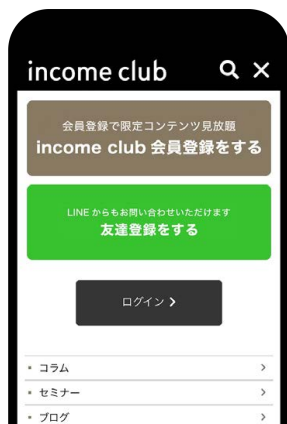 income club
会員登録で限定コンテンツ見放題
income club 会員登録をする
LINE からもお問い合わせいただけます
友達登録をする
ログイン
コラム
セミナー
ブログ